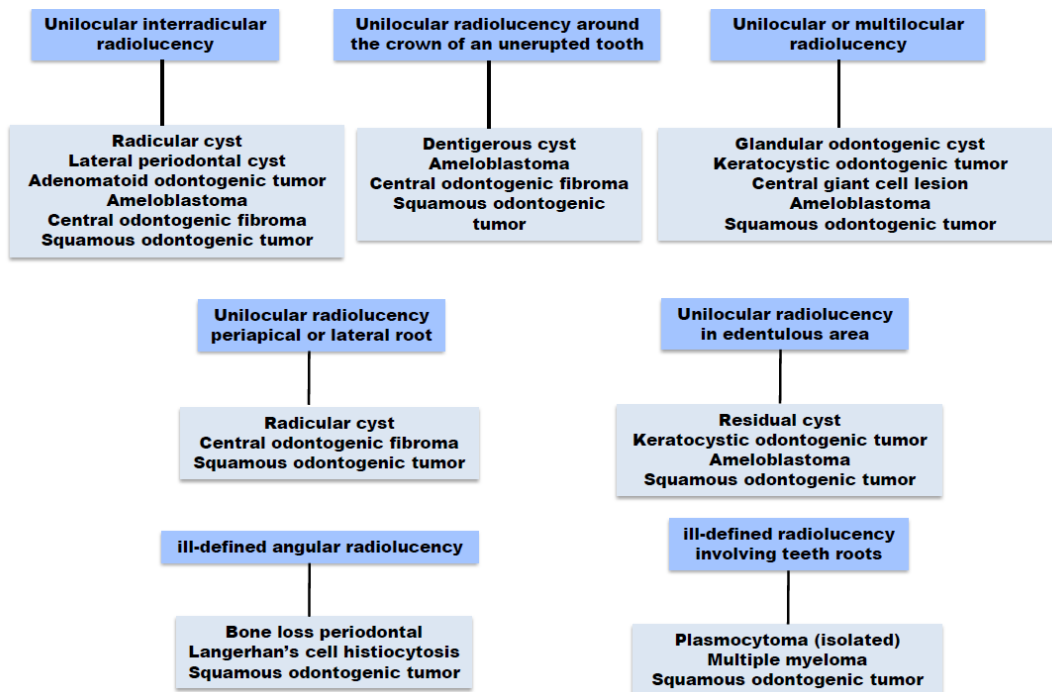 Unilocular interradicular
radiolucency
Radicular cyst
Lateral periodontal cyst
Adenomatoid odontogenic tumor
Ameloblastoma
Central odontogenic fibroma
Squamous odontogenic tumor
Unilocular radiolucency around
the crown of an unerupted tooth
Dentigerous cyst
Ameloblastoma
Central odontogenic fibroma
Squamous odontogenic
tumor
Unilocular or multilocular
radiolucency
Glandular odontogenic cyst
Keratocystic odontogenic tumor
Central giant cell lesion
Ameloblastoma
Squamous odontogenic tumor
Unilocular radiolucency
periapical or lateral root
Radicular cyst
Central odontogenic fibroma
Squamous odontogenic tumor
Unilocular radiolucency
in edentulous area
Residual cyst
Keratocystic odontogenic tumor
Ameloblastoma
Squamous odontogenic tumor
ill-defined angular radiolucency
Bone loss periodontal
Langerhan's cell histiocytosis
Squamous odontogenic tumor
ill-defined radiolucency
involving teeth roots
Plasmocytoma (isolated)
Multiple myeloma
Squamous odontogenic tumor